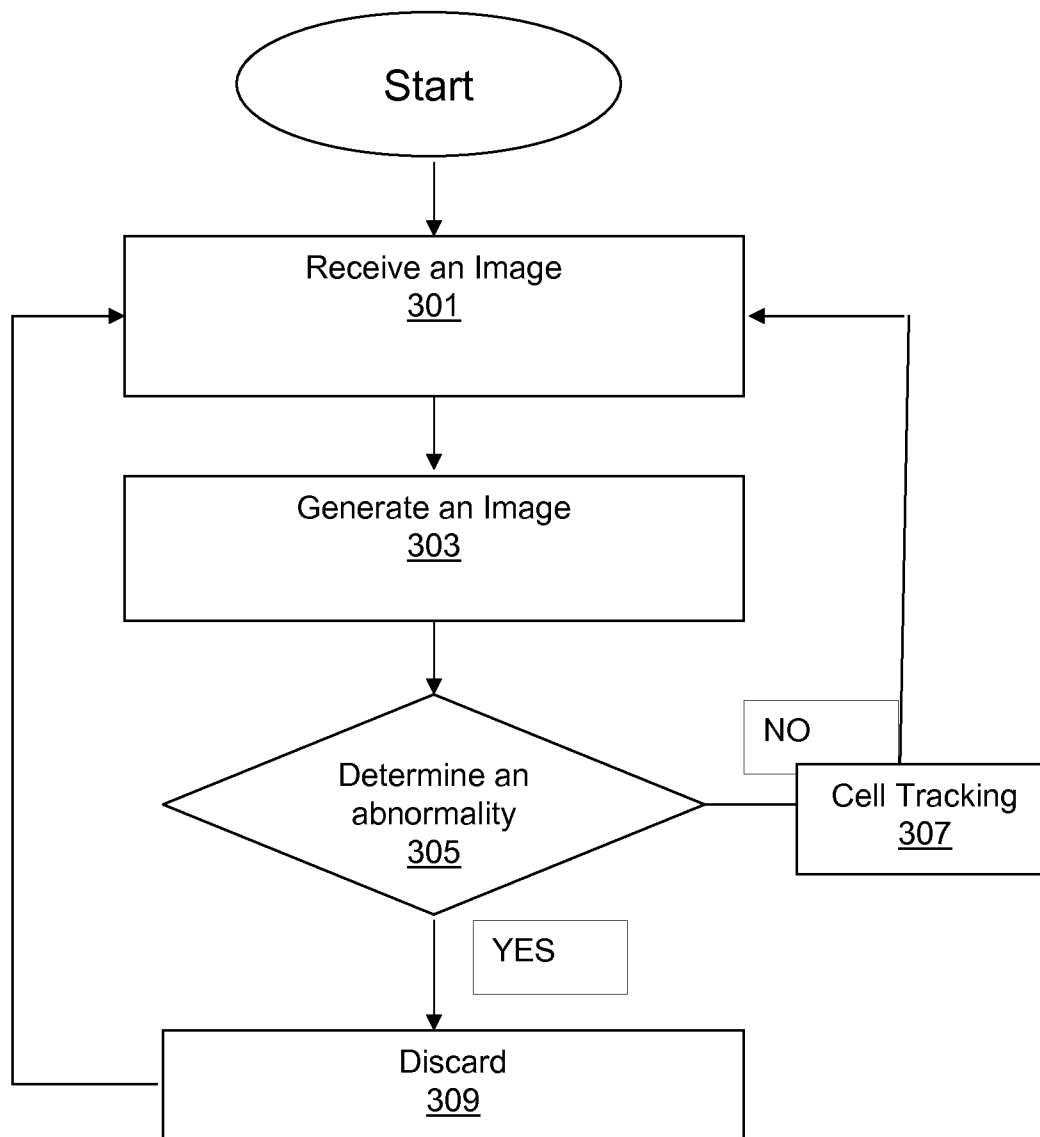 Start
Receive an Image
301
Generate an Image
303
Determine an
abnormality
305
NO
Cell Tracking
307
YES
Discard
309